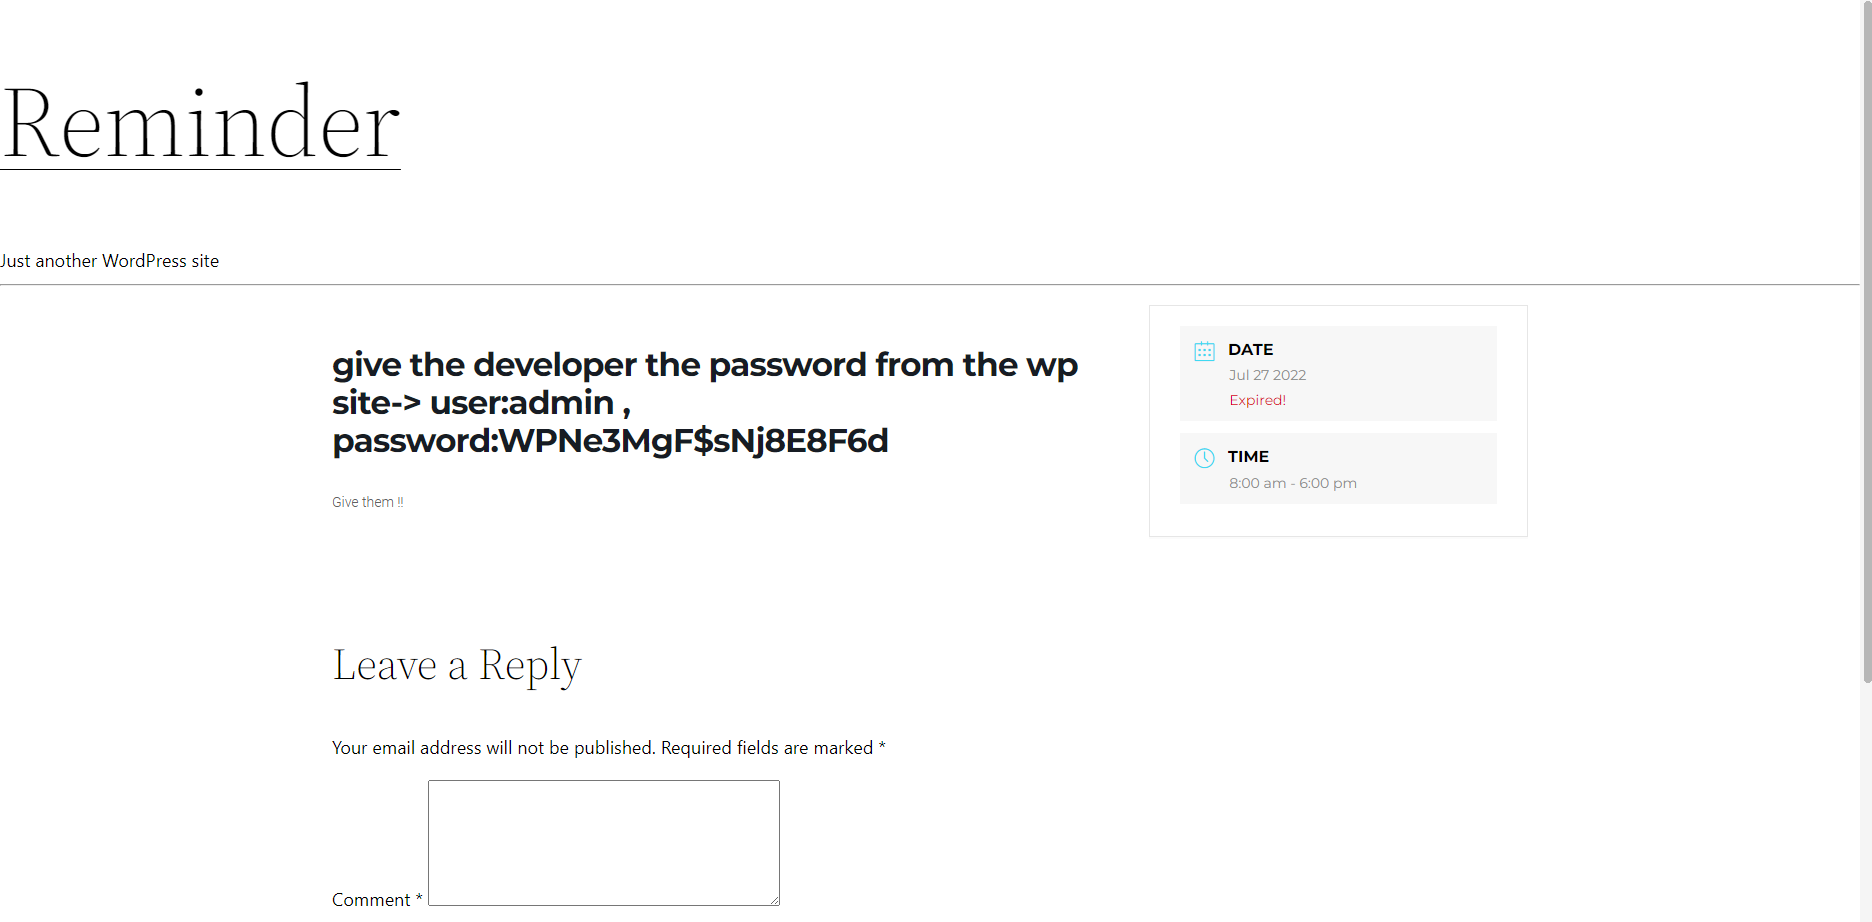 Reminder
Just another WordPress site
give the developer the password from the wp
site-> user:admin ,
password:WPNe3MgF$sNj8E8F6d
Give them !!
DATE
Jul 27 2022
Expired!
TIME
8:00 am - 6:00 pm
Leave a Reply
Your email address will not be published. Required fields are marked *
Comment *